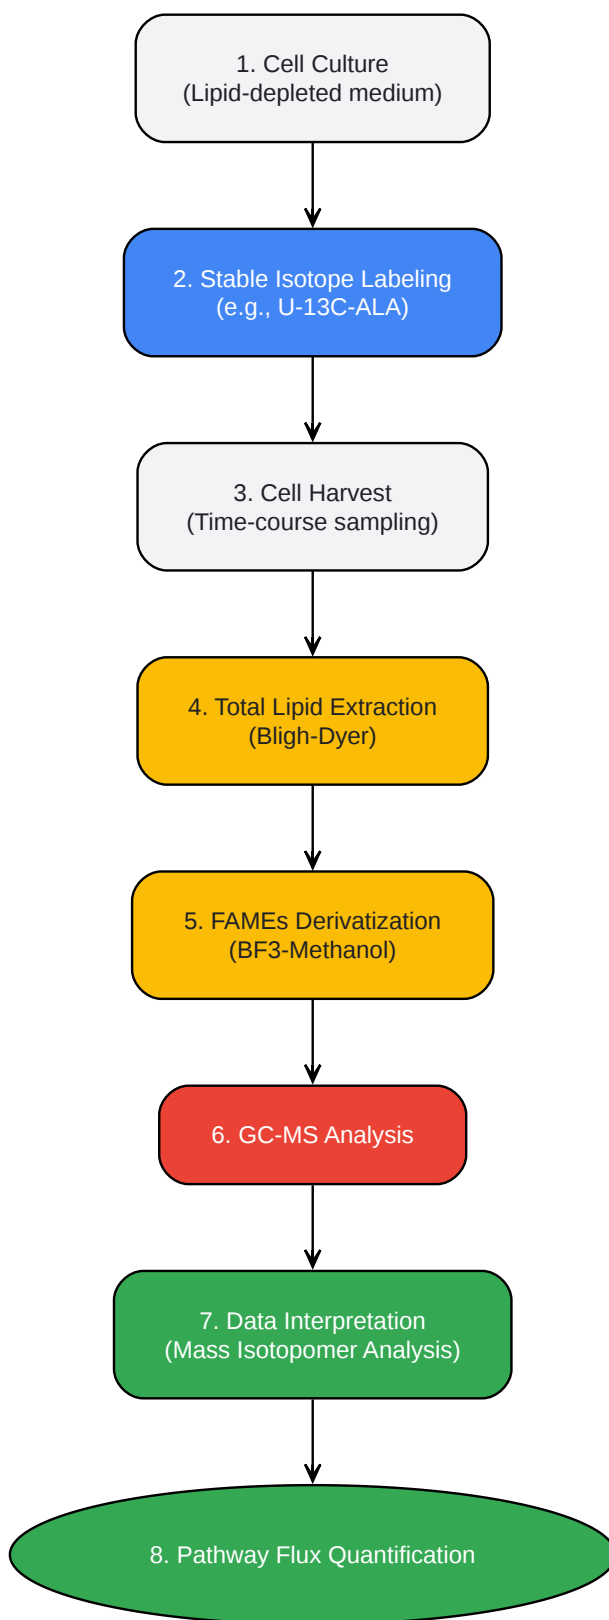 1. Cell Culture
(Lipid-depleted medium)
2. Stable Isotope Labeling
(e.g., U-13C-ALA)
3. Cell Harvest
(Time-course sampling)
4. Total Lipid Extraction
(Bligh-Dyer)
5. FAMEs Derivatization
(BF3-Methanol)
6. GC-MS Analysis
7. Data Interpretation
(Mass Isotopomer Analysis)
8. Pathway Flux Quantification